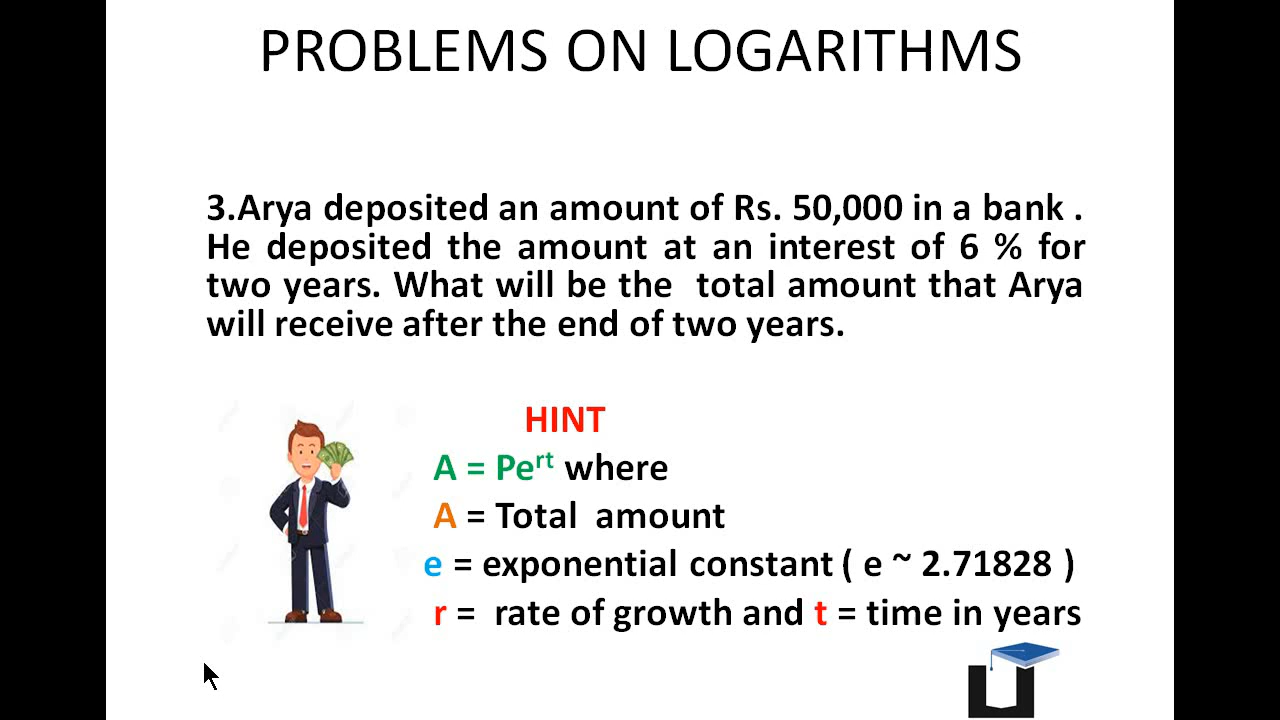 PROBLEMS ON LOGARITHMS
3.Arya deposited an amount of Rs. 50,000 in a bank .
He deposited the amount at an interest of 6 % for
two years. What will be the total amount that Arya
will receive after the end of two years.
HINT
A = Pe^rt where
A = Total amount
e = exponential constant ( e ~ 2.71828 )
r = rate of growth and t = time in years